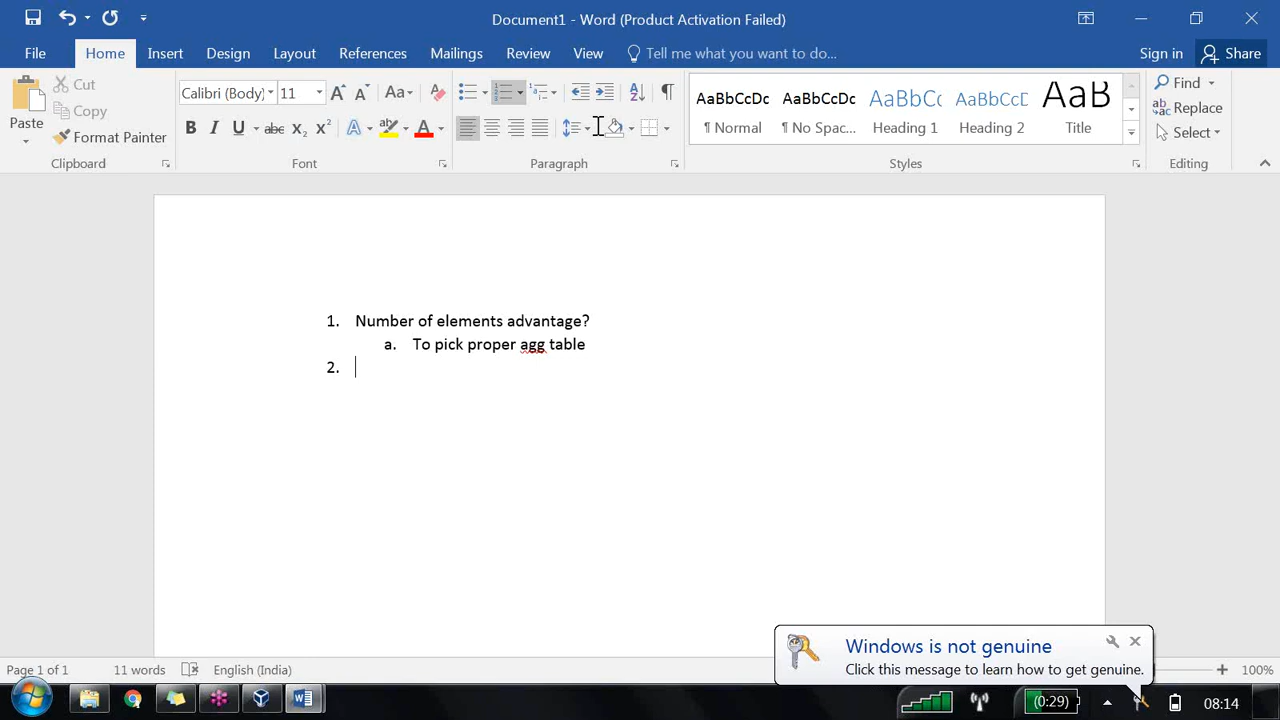 Document1 - Word (Product Activation Failed)
File Home Insert Design Layout References Mailings Review View Tell me what you want to do... Sign in Share
Paste
Cut
Copy
Format Painter
Clipboard
Calibri (Body) 11
Font
Paragraph
AaBbCcDc AaBbCcDc AaBbCc AaBbCcD AaB
¶ Normal ¶ No Spac... Heading 1 Heading 2 Title
Styles
Find
Replace
Select
Editing
1. Number of elements advantage?
a. To pick proper agg table
2.
Windows is not genuine
Click this message to learn how to get genuine.
Page 1 of 1 11 words English (India) 100%
(0:29) 08:14